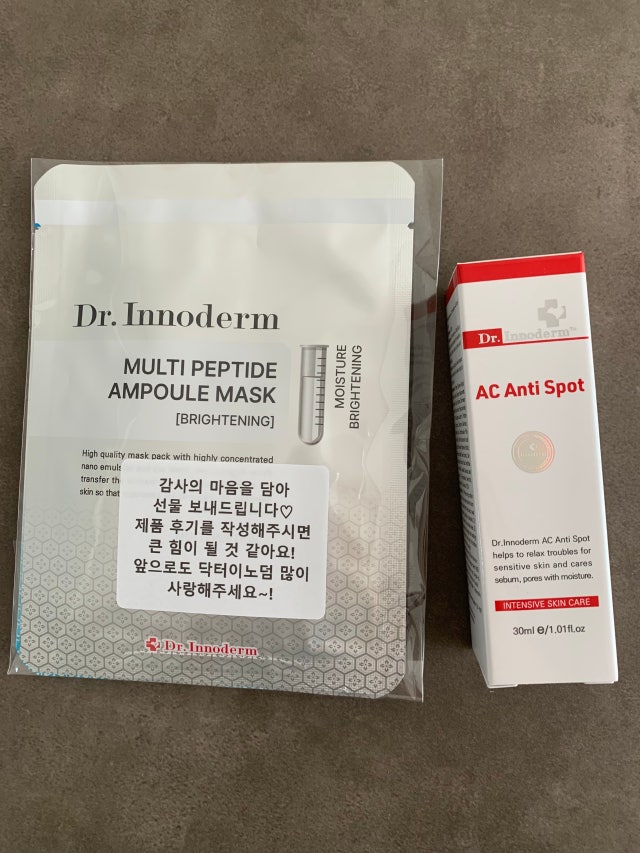 Dr. Innoderm
MULTI PEPTIDE
AMPOULE MASK
[BRIGHTENING]
MOISTURE
BRIGHTENING
High quality mask pack with highly concentrated
nano
transfer
skin so that
감사의 마음을 담아
선물 보내드립니다♡
제품 후기를 작성해주시면
큰 힘이 될 것 같아요!
앞으로도 닥터이노덤 많이
사랑해주세요~!
Dr. Innoderm
Dr. Innoderm™
AC Anti Spot
Dr.Innoderm AC Anti Spot
helps to relax troubles for
sensitive skin and cares
sebum, pores with moisture.
INTENSIVE SKIN CARE
30ml ℮/1.01fl.oz